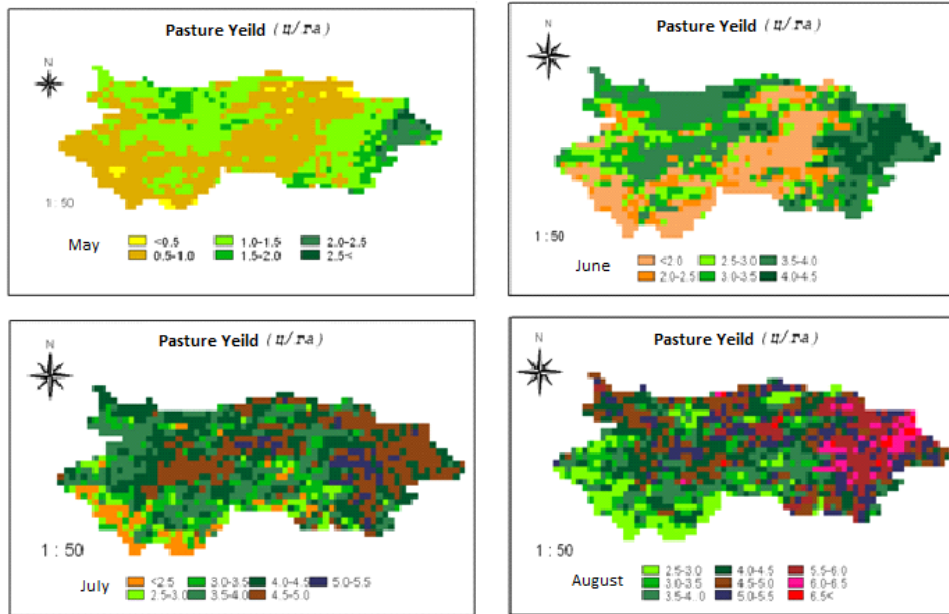 Pasture Yeild (ц/га)
N
1 : 50
May
<0.5 1.0-1.5 2.0-2.5
0.5-1.0 1.5-2.0 2.5<
Pasture Yeild (ц/га)
N
1 : 50
June
<2.0 2.5-3.0 3.5-4.0
2.0-2.5 3.0-3.5 4.0-4.5
Pasture Yeild (ц/га)
N
1 : 50
July
<2.5 3.0-3.5 4.0-4.5 5.0-5.5
2.5-3.0 3.5-4.0 4.5-5.0
Pasture Yeild (ц/га)
N
1 : 50
August
2.5-3.0 4.0-4.5 5.5-6.0
3.0-3.5 4.5-5.0 6.0-6.5
3.5-4.0 5.0-5.5 6.5<